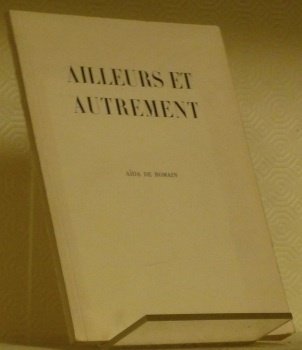 AILLEURS ET
AUTREMENT
AÏDA DE ROMAIN